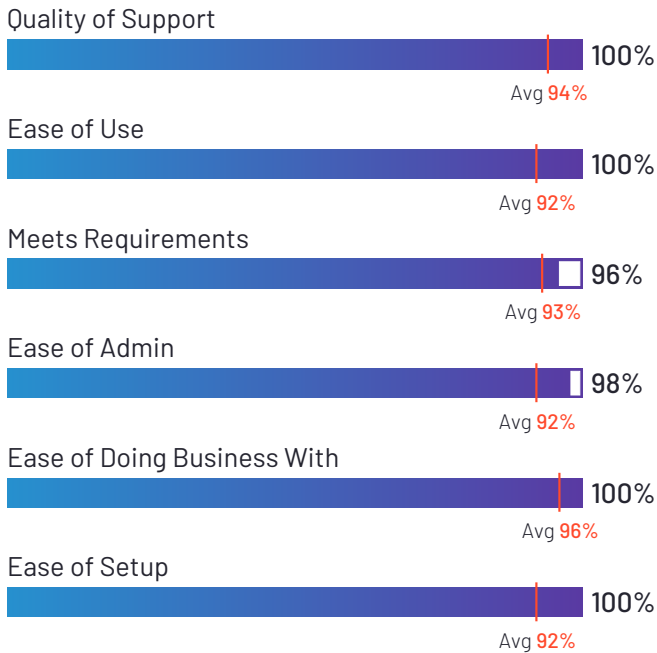 Quality of Support
100%
Avg 94%
Ease of Use
100%
Avg 92%
Meets Requirements
96%
Avg 93%
Ease of Admin
98%
Avg 92%
Ease of Doing Business With
100%
Avg 96%
Ease of Setup
100%
Avg 92%